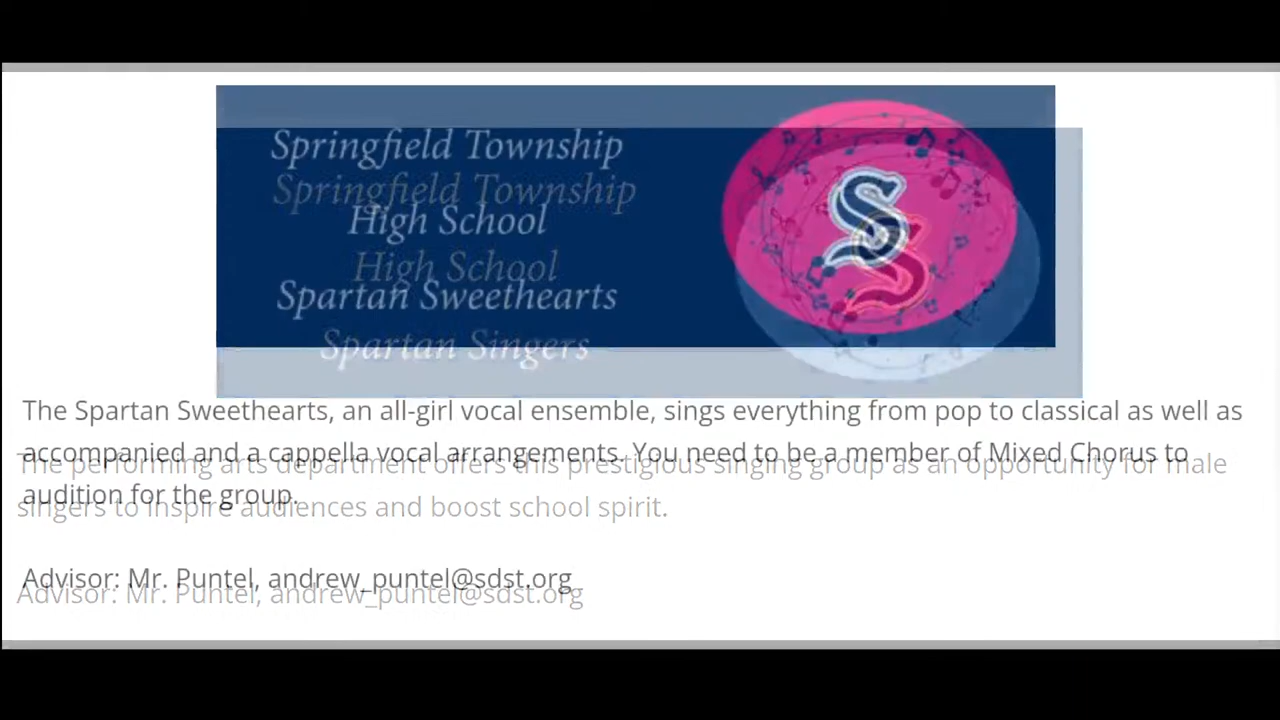 Springfield Township
Springfield Township
High School
High School
Spartan Sweethearts
Spartan Singers
The Spartan Sweethearts, an all-girl vocal ensemble, sings everything from pop to classical as well as
accompanied and a cappella vocal arrangements. You need to be a member of Mixed Chorus to
The performing arts department offers this prestigious singing group as an opportunity for male
audition for the group.
singers to inspire audiences and boost school spirit.
Advisor: Mr. Puntel, andrew_puntel@sdst.org
Advisor: Mr. Puntel, andrew_puntel@sdst.org